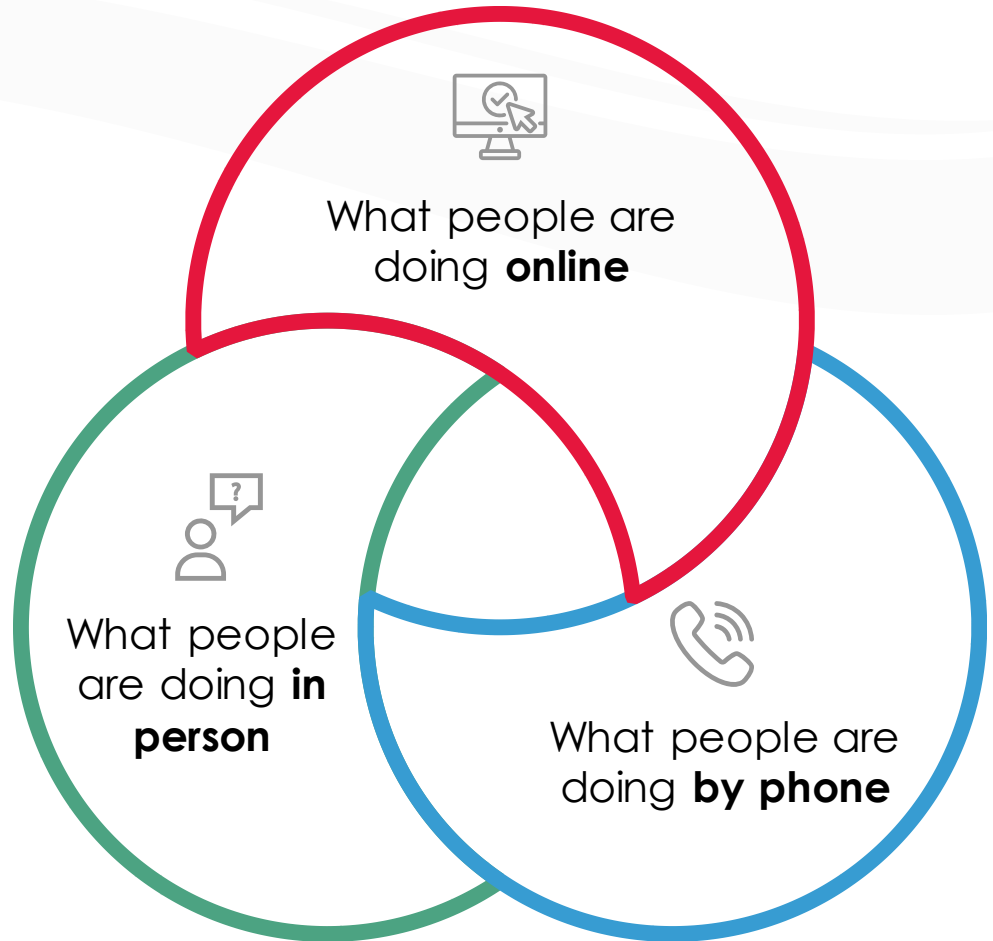 What people are
doing online
?
What people
are doing in
person
What people are
doing by phone